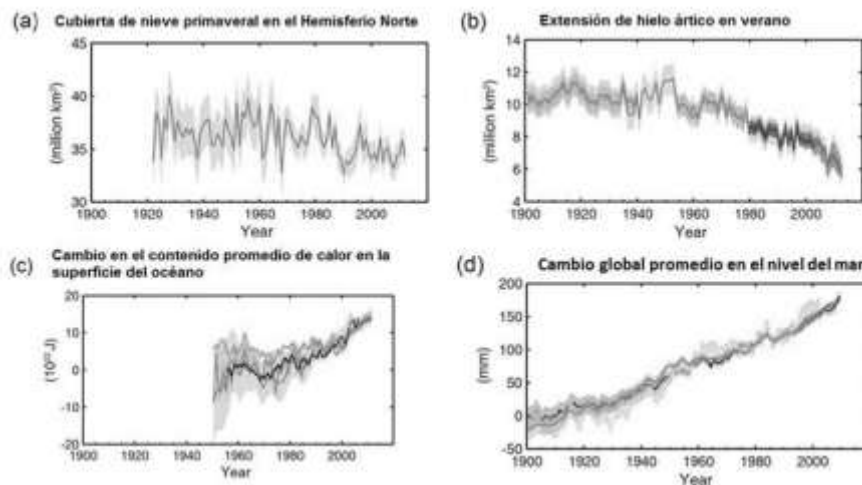 (a) Cubierta de nieve primaveral en el Hemisferio Norte
45
40
35
30
(million km²)
1900 1920 1940 1960 1980 2000
Year
(b) Extensión de hielo ártico en verano
14
12
10
8
6
4
(million km²)
1900 1920 1940 1960 1980 2000
Year
(c) Cambio en el contenido promedio de calor en la
superficie del océano
20
10
0
-10
-20
(10²² J)
1900 1920 1940 1960 1980 2000
Year
(d) Cambio global promedio en el nivel del mar
200
150
100
50
0
-50
(mm)
1900 1920 1940 1960 1980 2000
Year